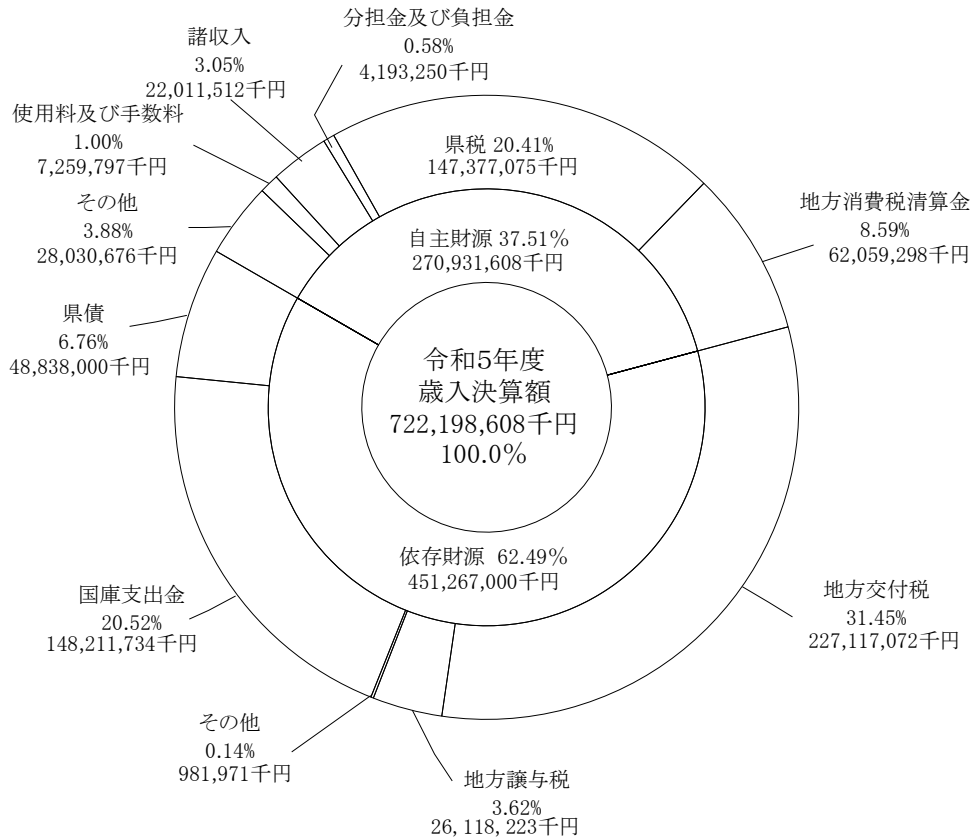 分担金及び負担金
0.58%
4,193,250千円
諸収入
3.05%
22,011,512千円
使用料及び手数料
1.00%
7,259,797千円
その他
3.88%
28,030,676千円
県債
6.76%
48,838,000千円
県税 20.41%
147,377,075千円
地方消費税清算金
8.59%
62,059,298千円
自主財源 37.51%
270,931,608千円
令和5年度
歳入決算額
722,198,608千円
100.0%
依存財源 62.49%
451,267,000千円
国庫支出金
20.52%
148,211,734千円
地方交付税
31.45%
227,117,072千円
その他
0.14%
981,971千円
地方譲与税
3.62%
26,118,223千円